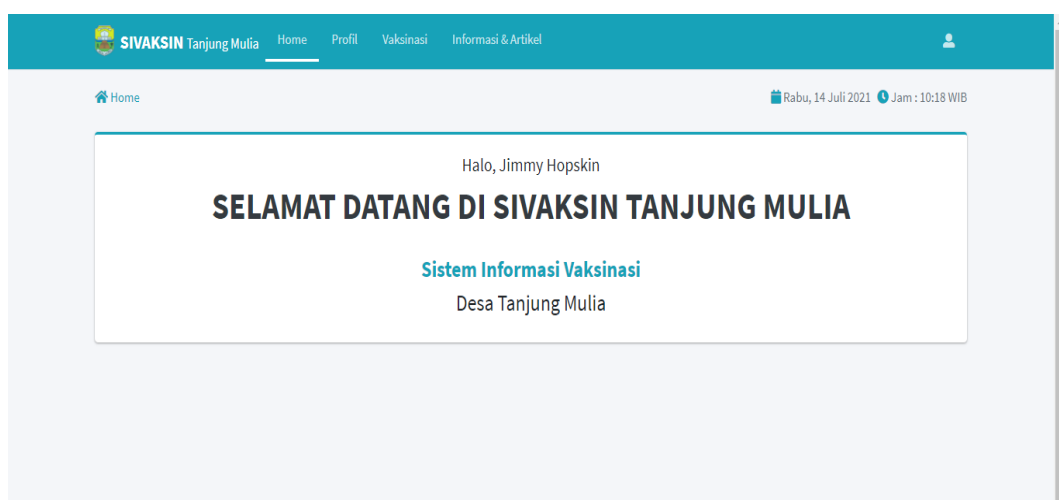 SIVAKSIN Tanjung Mulia Home Profil Vaksinasi Informasi & Artikel
Home Rabu, 14 Juli 2021 Jam : 10:18 WIB
Halo, Jimmy Hopskin
SELAMAT DATANG DI SIVAKSIN TANJUNG MULIA
Sistem Informasi Vaksinasi
Desa Tanjung Mulia